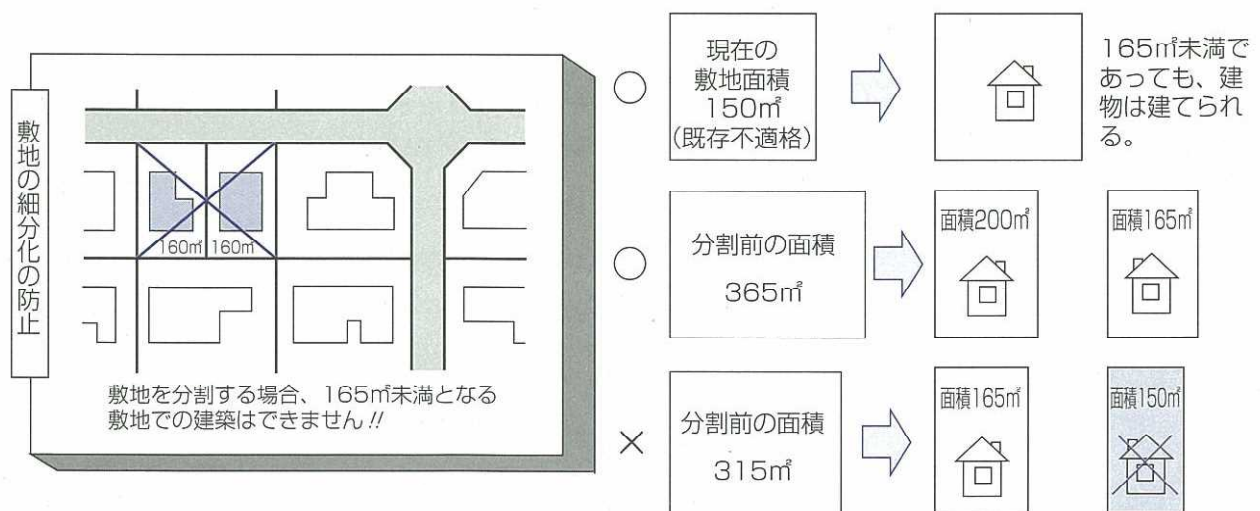 敷地の細分化の防止
160㎡
160㎡
敷地を分割する場合、165㎡未満となる
敷地での建築はできません!!
○
現在の
敷地面積
150㎡
(既存不適格)
165㎡未満で
あっても、建
物は建てられ
る。
○
分割前の面積
365㎡
面積200㎡
面積165㎡
×
分割前の面積
315㎡
面積165㎡
面積150㎡